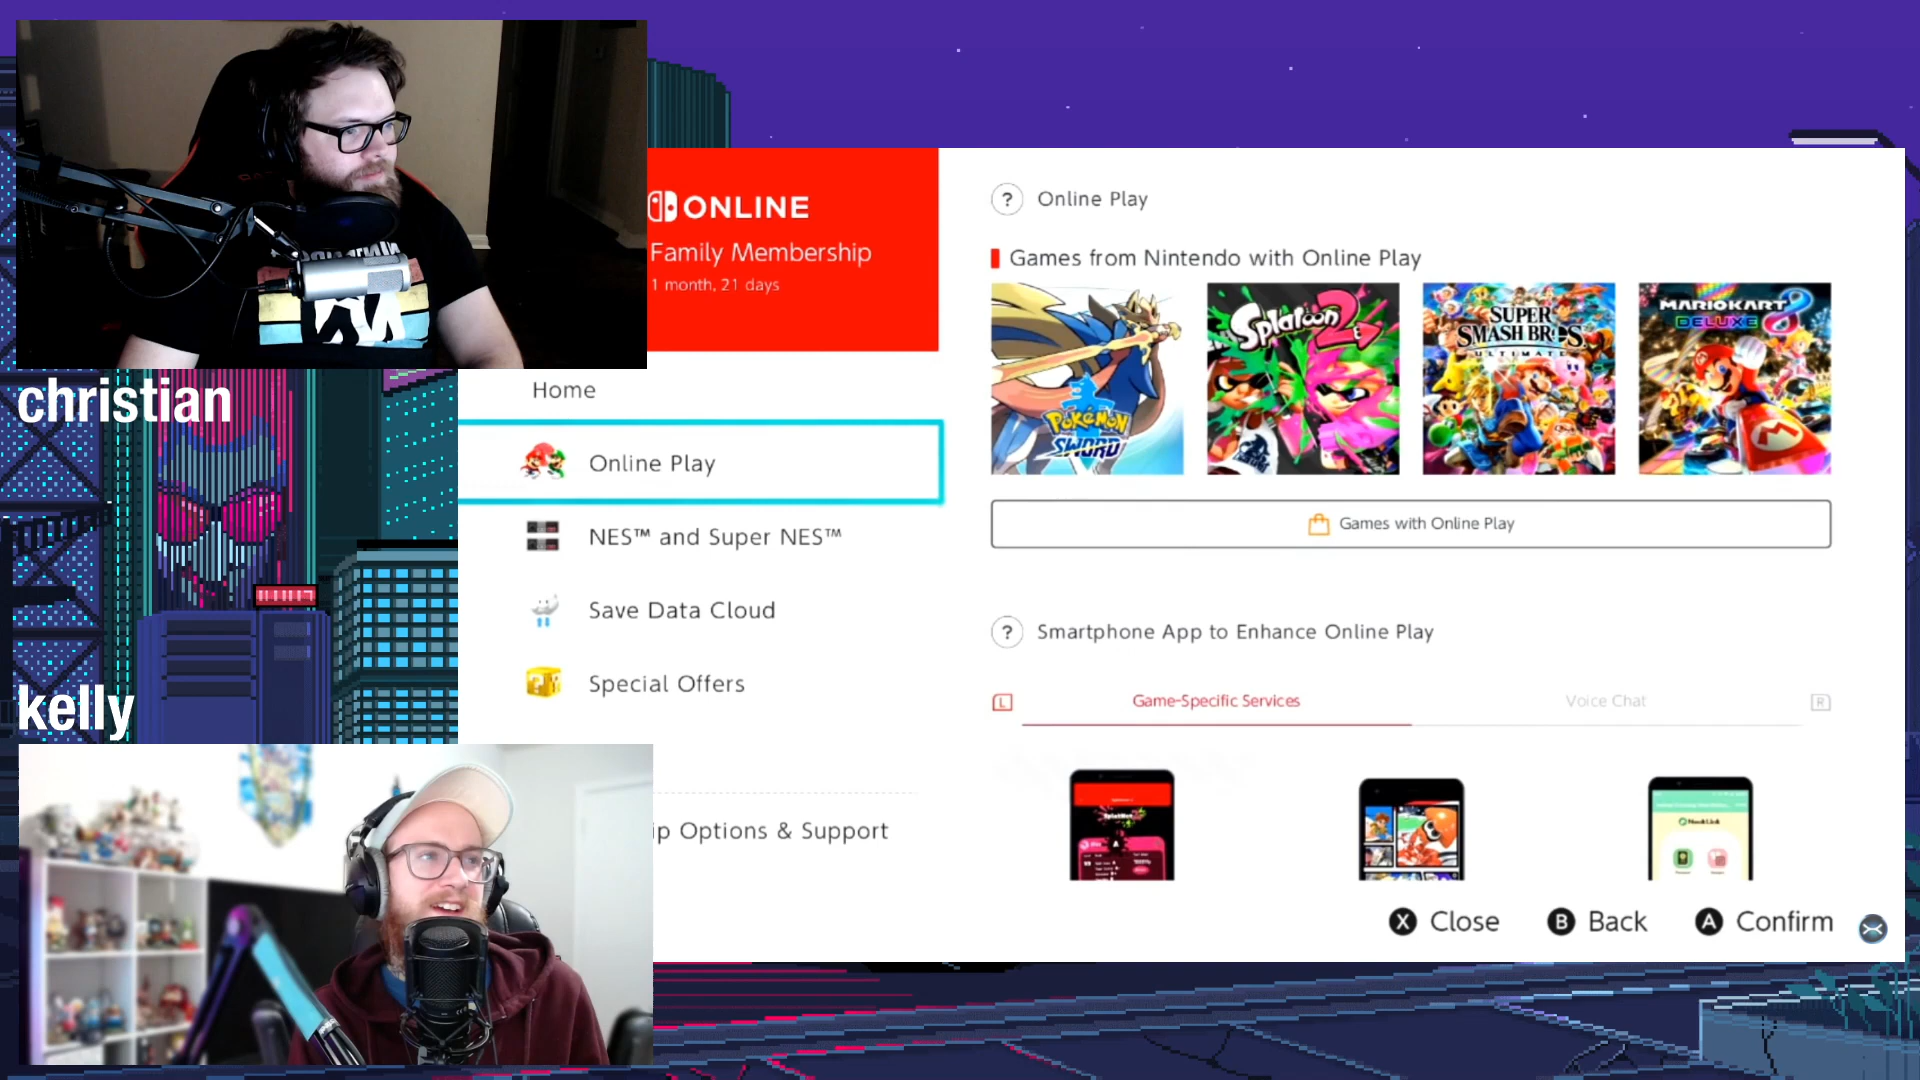 ONLINE
Family Membership
1 month, 21 days
Home
Online Play
NES™ and Super NES™
Save Data Cloud
Special Offers
ip Options & Support
? Online Play
Games from Nintendo with Online Play
POKéMON SWORD
Splatoon 2
SUPER SMASH BROS. ULTIMATE
MARIOKART 8 DELUXE
Games with Online Play
? Smartphone App to Enhance Online Play
L Game-Specific Services Voice Chat R
X Close B Back A Confirm
christian
kelly